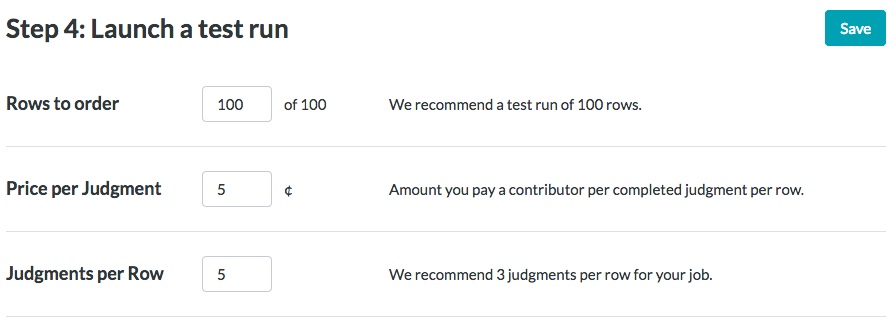 Step 4: Launch a test run
Save
Rows to order 100 of 100 We recommend a test run of 100 rows.
Price per Judgment 5 ¢ Amount you pay a contributor per completed judgment per row.
Judgments per Row 5 We recommend 3 judgments per row for your job.